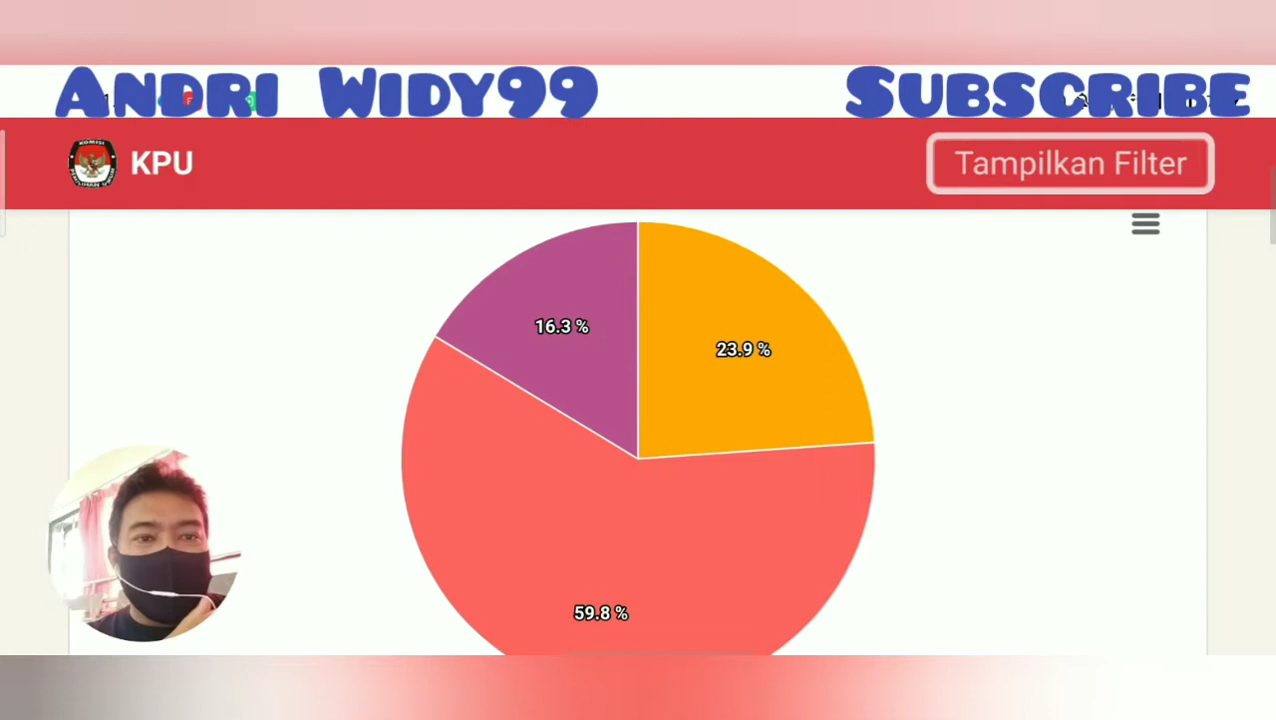 Andri Widy99 Subscribe
KPU Tampilkan Filter
16.3 %
23.9 %
59.8 %